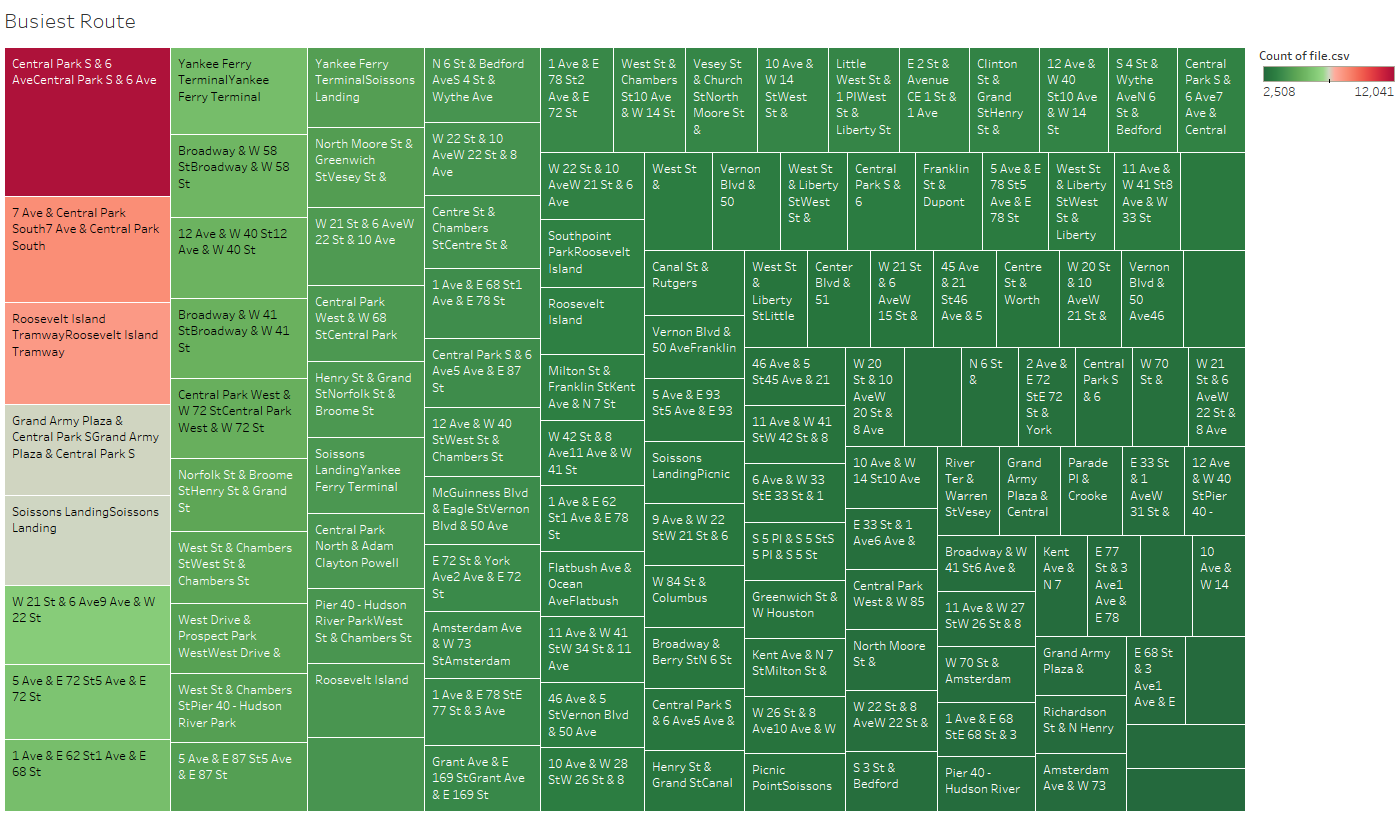 Busiest Route
Central Park S & 6
AveCentral Park S & 6 Ave
7 Ave & Central Park
South7 Ave & Central Park
South
Roosevelt Island
TramwayRoosevelt Island
Tramway
Grand Army Plaza &
Central Park SGrand Army
Plaza & Central Park S
Soissons LandingSoissons
Landing
W 21 St & 6 Ave9 Ave & W
22 St
5 Ave & E 72 St5 Ave & E
72 St
1 Ave & E 62 St1 Ave & E
68 St
Yankee Ferry
TerminalYankee
Ferry Terminal
Broadway & W 58
StBroadway & W 58
St
12 Ave & W 40 St12
Ave & W 40 St
Broadway & W 41
StBroadway & W 41
St
Central Park West &
W 72 StCentral Park
West & W 72 St
Norfolk St & Broome
StHenry St & Grand
St
West St & Chambers
StWest St &
Chambers St
West Drive &
Prospect Park
WestWest Drive &
West St & Chambers
StPier 40 - Hudson
River Park
5 Ave & E 87 St5 Ave
& E 87 St
Yankee Ferry
TerminalSoissons
Landing
North Moore St &
Greenwich
StVesey St &
W 21 St & 6 AveW
22 St & 10 Ave
Central Park
West & W 68
StCentral Park
Henry St & Grand
StNorfolk St &
Broome St
Soissons
LandingYankee
Ferry Terminal
Central Park
North & Adam
Clayton Powell
Pier 40 - Hudson
River ParkWest
St & Chambers St
Roosevelt Island
N 6 St & Bedford
AveS 4 St &
Wythe Ave
W 22 St & 10
AveW 22 St & 8
Ave
Centre St &
Chambers
StCentre St &
1 Ave & E 68 St1
Ave & E 78 St
Central Park S & 6
Ave5 Ave & E 87
St
12 Ave & W 40
StWest St &
Chambers St
McGuinness Blvd
& Eagle StVernon
Blvd & 50 Ave
E 72 St & York
Ave2 Ave & E 72
St
Amsterdam Ave
& W 73
StAmsterdam
1 Ave & E 78 StE
77 St & 3 Ave
Grant Ave & E
169 StGrant Ave
& E 169 St
1 Ave & E
78 St2
Ave & E
72 St
West St &
Chambers
St10 Ave
& W 14 St
Vesey St
& Church
StNorth
Moore St
&
10 Ave &
W 14
StWest
St &
Little
West St &
1 PlWest
St &
Liberty St
E 2 St &
Avenue
CE 1 St &
1 Ave
Clinton
St &
Grand
StHenry
St &
12 Ave &
W 40
St10 Ave
& W 14
St
S 4 St &
Wythe
AveN 6
St &
Bedford
Central
Park S &
6 Ave7
Ave &
Central
W 22 St & 10
AveW 21 St & 6
Ave
Southpoint
ParkRoosevelt
Island
Roosevelt
Island
Milton St &
Franklin StKent
Ave & N 7 St
W 42 St & 8
Ave11 Ave & W
41 St
1 Ave & E 62
St1 Ave & E 78
St
Flatbush Ave &
Ocean
AveFlatbush
11 Ave & W 41
StW 34 St & 11
Ave
46 Ave & 5
StVernon Blvd
& 50 Ave
10 Ave & W 28
StW 26 St & 8
West St
&
Vernon
Blvd &
50
West St
& Liberty
StWest
St &
Central
Park S &
6
Franklin
St &
Dupont
5 Ave & E
78 St5
Ave & E
78 St
West St
& Liberty
StWest
St &
Liberty
11 Ave &
W 41 St8
Ave & W
33 St
Canal St &
Rutgers
Vernon Blvd &
50 AveFranklin
5 Ave & E 93
St5 Ave & E 93
Soissons
LandingPicnic
9 Ave & W 22
StW 21 St & 6
W 84 St &
Columbus
Broadway &
Berry StN 6 St
Central Park S
& 6 Ave5 Ave &
Henry St &
Grand StCanal
West St
&
Liberty
StLittle
Center
Blvd &
51
W 21 St
& 6
AveW
15 St &
45 Ave
& 21
St46
Ave & 5
Centre
St &
Worth
W 20 St
& 10
AveW
21 St &
Vernon
Blvd &
50
Ave46
46 Ave & 5
St45 Ave & 21
11 Ave & W 41
StW 42 St & 8
6 Ave & W 33
StE 33 St & 1
S 5 Pl & S 5 StS
5 Pl & S 5 St
Greenwich St &
W Houston
Kent Ave & N 7
StMilton St &
W 26 St & 8
Ave10 Ave & W
Picnic
PointSoissons
W 20
St & 10
AveW
20 St &
8 Ave
N 6 St
&
2 Ave &
E 72
StE 72
St &
York
Central
Park S
& 6
W 70
St &
W 21
St & 6
AveW
22 St &
8 Ave
10 Ave & W
14 St10 Ave
E 33 St & 1
Ave6 Ave &
Central Park
West & W 85
North Moore
St &
W 22 St & 8
AveW 22 St &
S 3 St &
Bedford
River
Ter &
Warren
StVesey
Grand
Army
Plaza &
Central
Parade
Pl &
Crooke
E 33 St
& 1
AveW
31 St &
12 Ave
& W 40
StPier
40 -
Broadway & W
41 St6 Ave &
11 Ave & W 27
StW 26 St & 8
W 70 St &
Amsterdam
1 Ave & E 68
StE 68 St & 3
Pier 40 -
Hudson River
Kent
Ave &
N 7
E 77
St & 3
Ave1
Ave &
E 78
10
Ave &
W 14
Grand Army
Plaza &
Richardson
St & N Henry
Amsterdam
Ave & W 73
E 68 St
& 3
Ave1
Ave & E
Count of file.csv
2,508
12,041